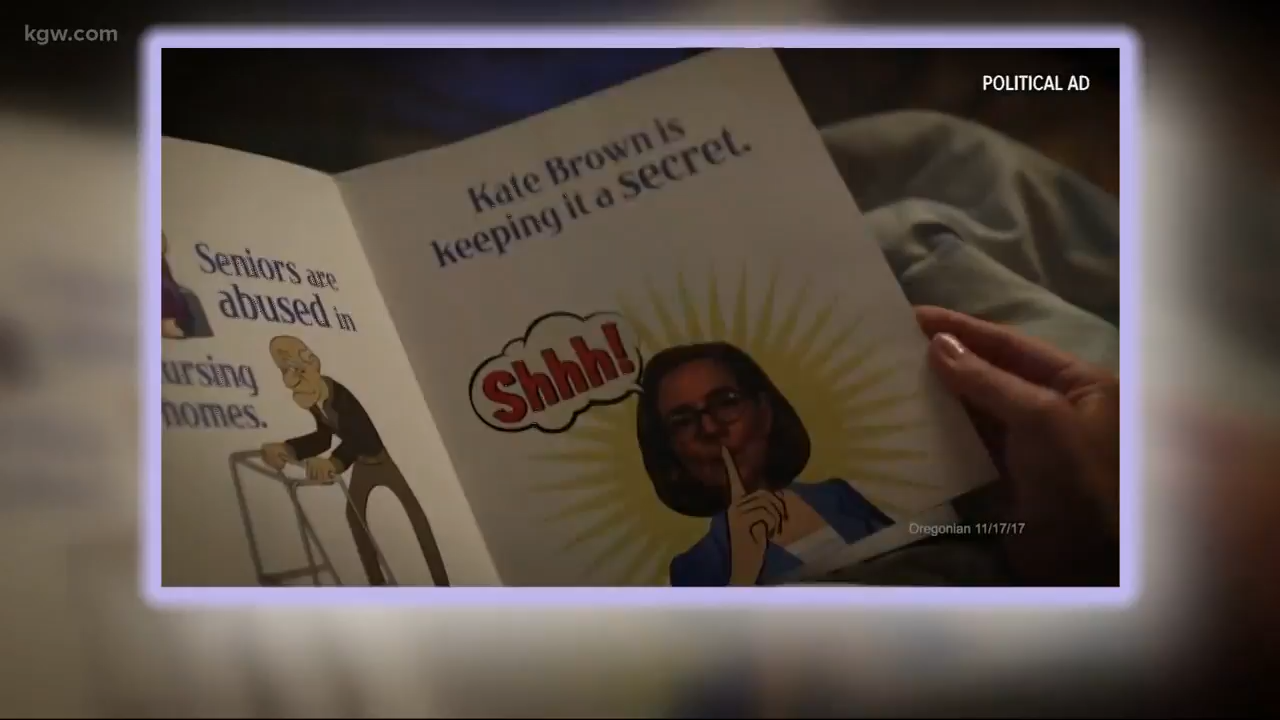 kgw.com
POLITICAL AD
Seniors are
abused in
ursing
homes.
Kate Brown is
keeping it a secret.
Shhh!
Oregonian 11/17/17